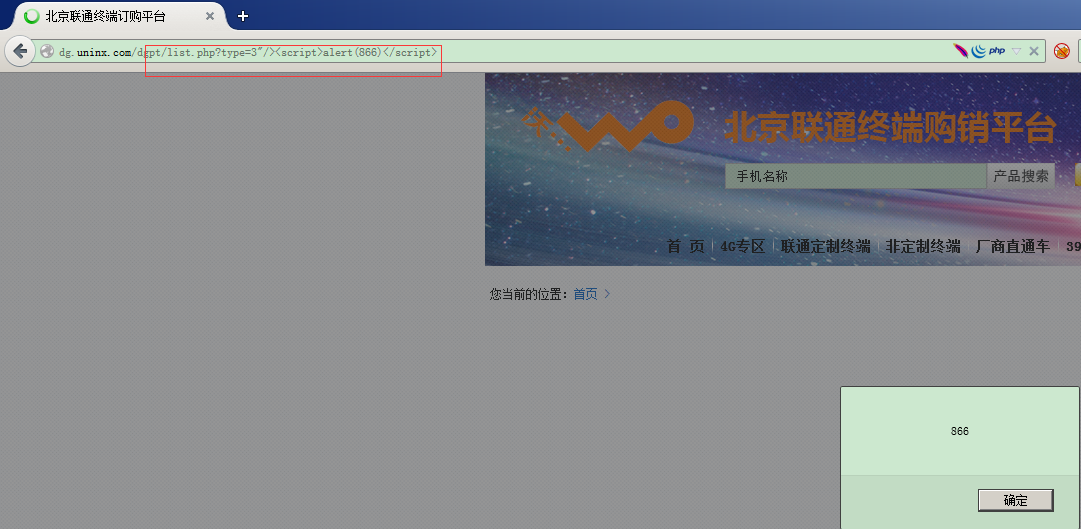 北京联通终端订购平台
dg.uninx.com/dgpt/list.php?type=3"/><script>alert(866)</script>
php
WO
北京联通终端购销平台
手机名称 产品搜索
首 页 4G专区 联通定制终端 非定制终端 厂商直通车 39
您当前的位置：首页 >
866
确定